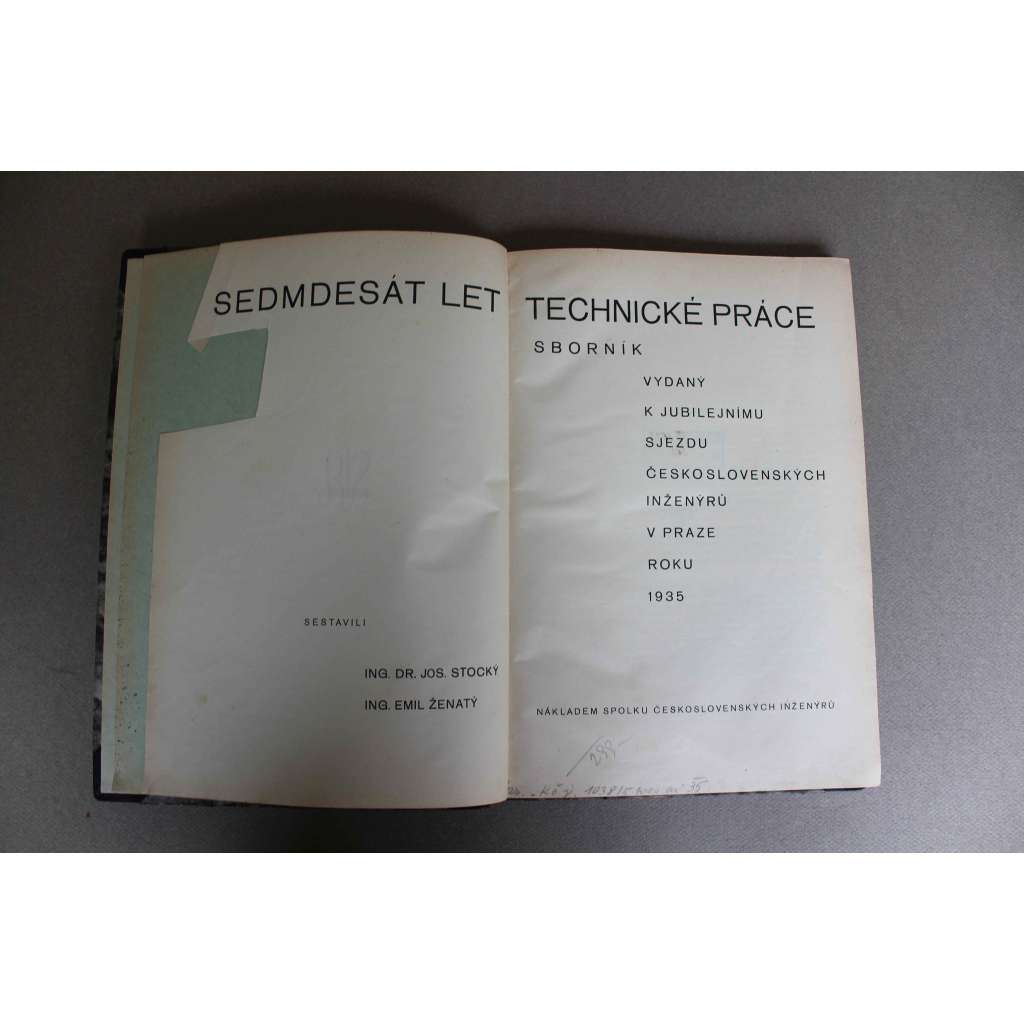 SEDMDESÁT LET TECHNICKÉ PRÁCE
SBORNÍK
VYDANÝ
K JUBILEJNÍMU
SJEZDU
ČESKOSLOVENSKÝCH
INŽENÝRŮ
V PRAZE
ROKU
1935
SESTAVILI
ING. DR. JOS. STOCKÝ
ING. EMIL ŽENATÝ
NÁKLADEM SPOLKU ČESKOSLOVENSKÝCH INŽENÝRŮ